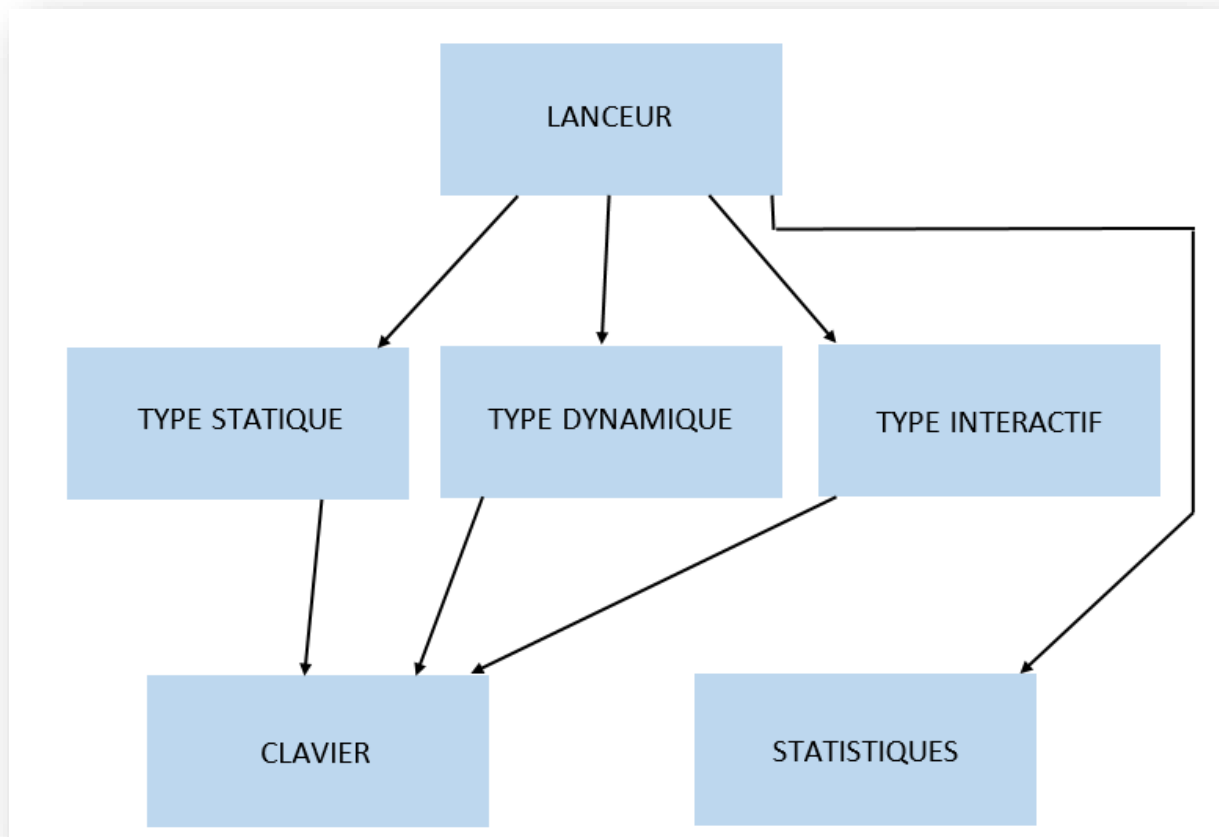 LANCEUR
TYPE STATIQUE
TYPE DYNAMIQUE
TYPE INTERACTIF
CLAVIER
STATISTIQUES